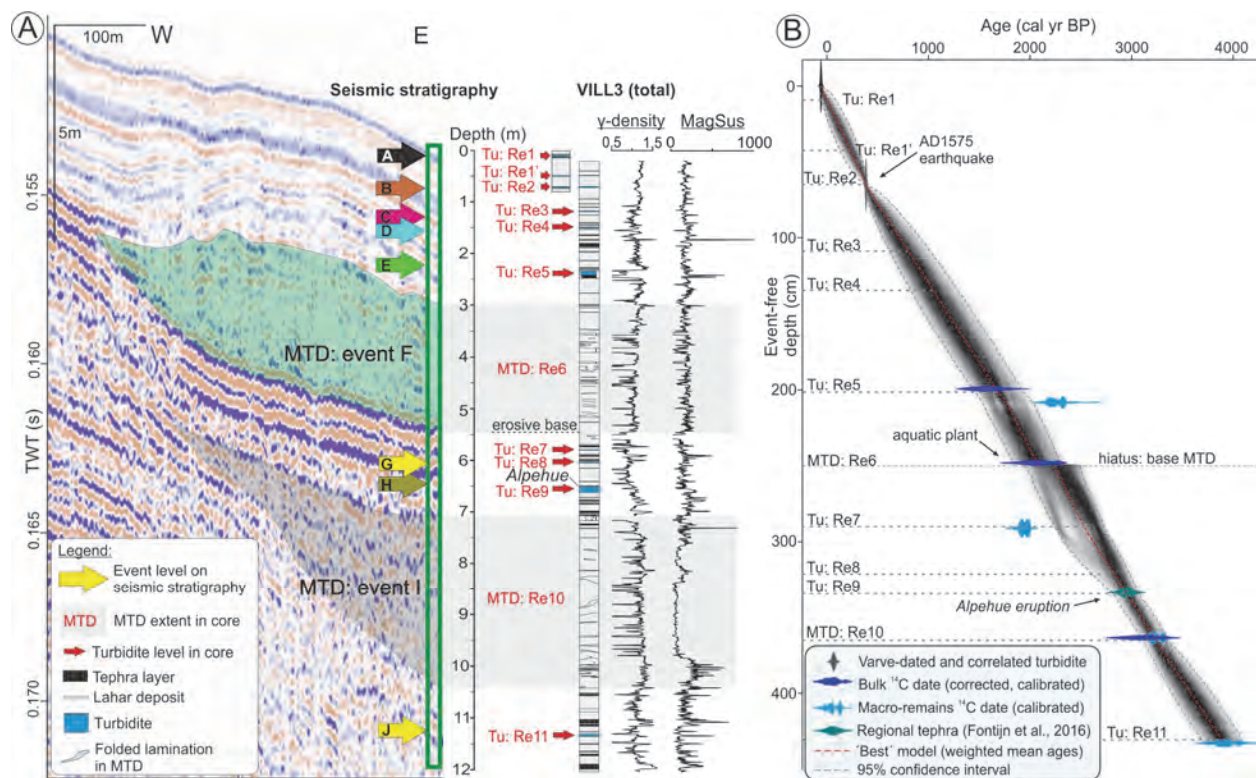 A
100m W E
5m
Seismic stratigraphy
VILL3 (total)
Depth (m)
γ-density
MagSus
0.5 1,5 0 1000
0
1
2
3
4
5
6
7
8
9
10
11
12
Tu: Re1
Tu: Re1'
Tu: Re2
Tu: Re3
Tu: Re4
Tu: Re5
MTD: Re6
erosive base
Tu: Re7
Tu: Re8
Alpehue
Tu: Re9
MTD: Re10
Tu: Re11
A
B
C
D
E
MTD: event F
G
H
MTD: event I
J
TWT (s)
0.155
0.160
0.165
0.170
Legend:
Event level on
seismic stratigraphy
MTD MTD extent in core
Turbidite level in core
Tephra layer
Lahar deposit
Turbidite
Folded lamination
in MTD
B
Age (cal yr BP)
0 1000 2000 3000 4000
Event-free
depth (cm)
0
100
200
300
400
Tu: Re1
Tu: Re1'
AD1575
earthquake
Tu: Re2
Tu: Re3
Tu: Re4
Tu: Re5
aquatic plant
MTD: Re6
hiatus: base MTD
Tu: Re7
Tu: Re8
Tu: Re9
Alpehue eruption
MTD: Re10
Tu: Re11
Varve-dated and correlated turbidite
Bulk ¹⁴C date (corrected, calibrated)
Macro-remains ¹⁴C date (calibrated)
Regional tephra (Fontijn et al., 2016)
'Best' model (weighted mean ages)
95% confidence interval